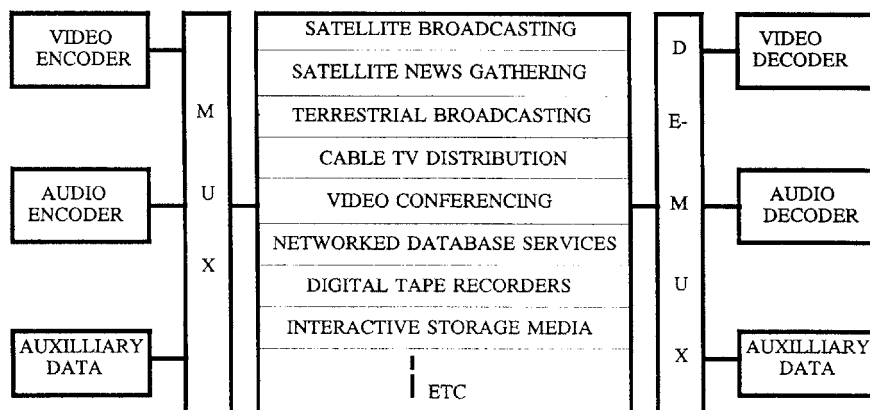 VIDEO
ENCODER
AUDIO
ENCODER
AUXILLIARY
DATA
M
U
X
SATELLITE BROADCASTING
SATELLITE NEWS GATHERING
TERRESTRIAL BROADCASTING
CABLE TV DISTRIBUTION
VIDEO CONFERENCING
NETWORKED DATABASE SERVICES
DIGITAL TAPE RECORDERS
INTERACTIVE STORAGE MEDIA
ETC
D
E-
M
U
X
VIDEO
DECODER
AUDIO
DECODER
AUXILLIARY
DATA